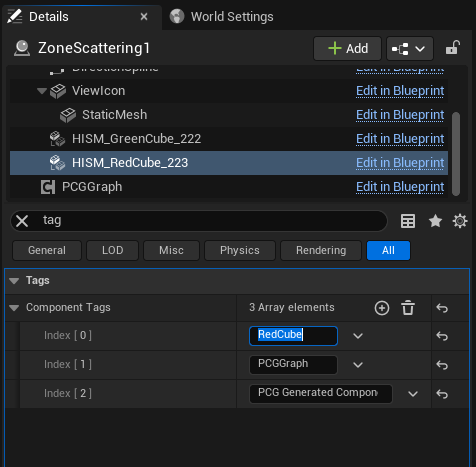 Details
World Settings
ZoneScattering1
Add
DirectionSpline
Edit in Blueprint
ViewIcon
Edit in Blueprint
StaticMesh
Edit in Blueprint
HISM_GreenCube_222
Edit in Blueprint
HISM_RedCube_223
Edit in Blueprint
PCGGraph
Edit in Blueprint
tag
General
LOD
Misc
Physics
Rendering
All
Tags
Component Tags
3 Array elements
Index [ 0 ]
RedCube
Index [ 1 ]
PCGGraph
Index [ 2 ]
PCG Generated Compon